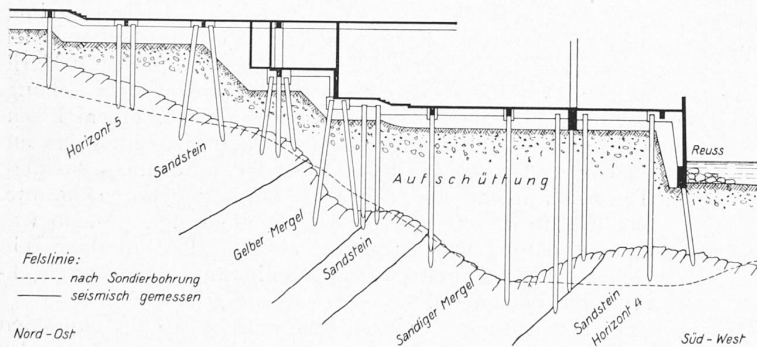 Reuss
Horizont 5
Sandstein
Aufschüttung
Gelber Mergel
Sandstein
Sandiger Mergel
Sandstein
Horizont 4
Felslinie:
nach Sondierbohrung
seismisch gemessen
Nord-Ost
Süd-West